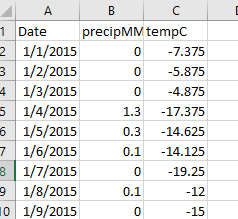 A B C
1 Date precipMM tempC
2 1/1/2015 0 -7.375
3 1/2/2015 0 -5.875
4 1/3/2015 0 -4.875
5 1/4/2015 1.3 -17.375
6 1/5/2015 0.3 -14.625
7 1/6/2015 0.1 -14.125
8 1/7/2015 0 -19.25
9 1/8/2015 0.1 -12
10 1/9/2015 0 -15